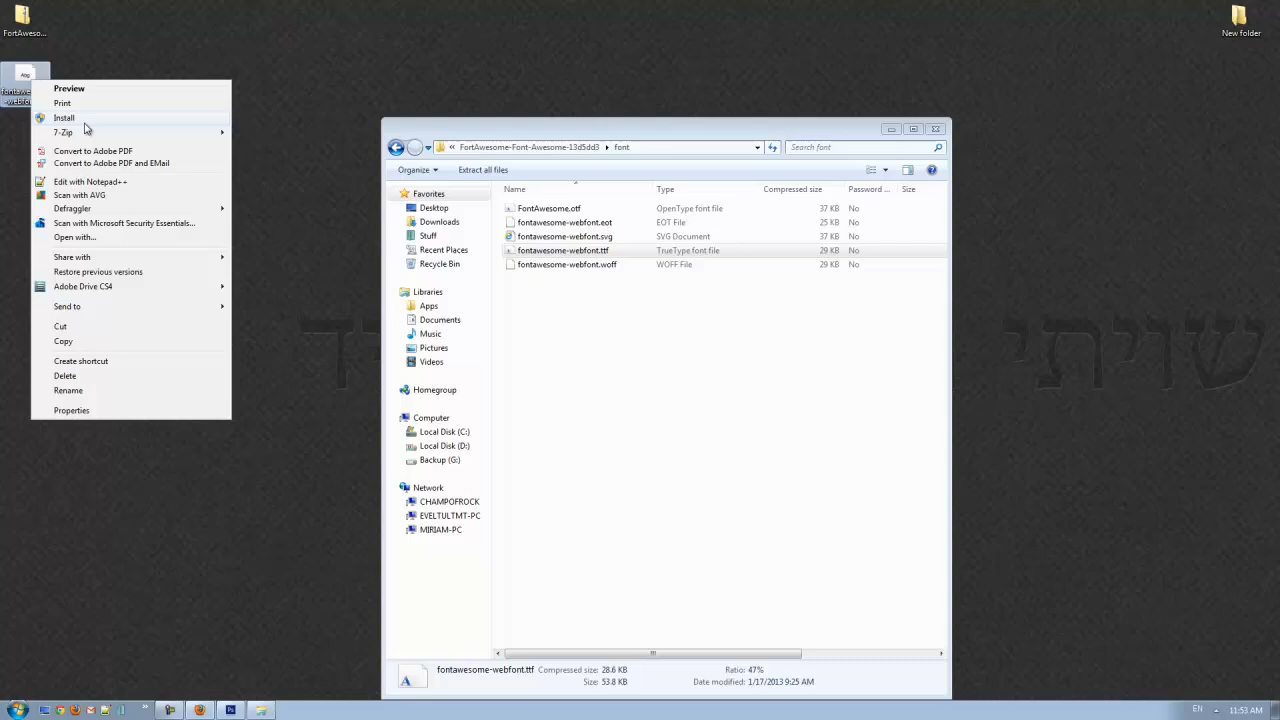 FortAweso...
New folder
Abg
Preview
Print
Install
7-Zip
Convert to Adobe PDF
Convert to Adobe PDF and EMail
Edit with Notepad++
Scan with AVG
Defraggler
Scan with Microsoft Security Essentials...
Open with...
Share with
Restore previous versions
Adobe Drive CS4
Send to
Cut
Copy
Create shortcut
Delete
Rename
Properties
« FortAwesome-Font-Awesome-13d5dd3 font
Search font
Organize Extract all files
Name Type Compressed size Password ... Size
FontAwesome.otf OpenType font file 37 KB No
fontawesome-webfont.eot EOT File 25 KB No
fontawesome-webfont.svg SVG Document 37 KB No
fontawesome-webfont.ttf TrueType font file 29 KB No
fontawesome-webfont.woff WOFF File 29 KB No
Favorites
Desktop
Downloads
Stuff
Recent Places
Recycle Bin
Libraries
Apps
Documents
Music
Pictures
Videos
Homegroup
Computer
Local Disk (C:)
Local Disk (D:)
Backup (G:)
Network
CHAMPOFROCK
EVELTULTMT-PC
MIRIAM-PC
fontawesome-webfont.ttf Compressed size: 28.6 KB Ratio: 47%
Size: 53.8 KB Date modified: 1/17/2013 9:25 AM
EN 11:53 AM